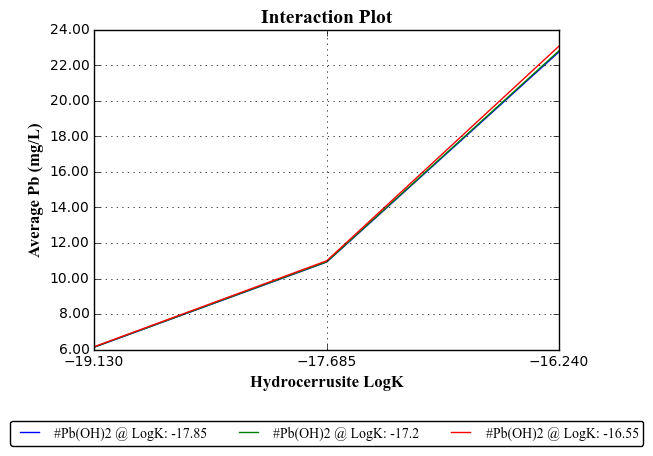 Interaction Plot
24.00
22.00
20.00
18.00
16.00
14.00
12.00
10.00
8.00
6.00
Average Pb (mg/L)
−19.130 −17.685 −16.240
Hydrocerrusite LogK
#Pb(OH)2 @ LogK: -17.85 #Pb(OH)2 @ LogK: -17.2 #Pb(OH)2 @ LogK: -16.55